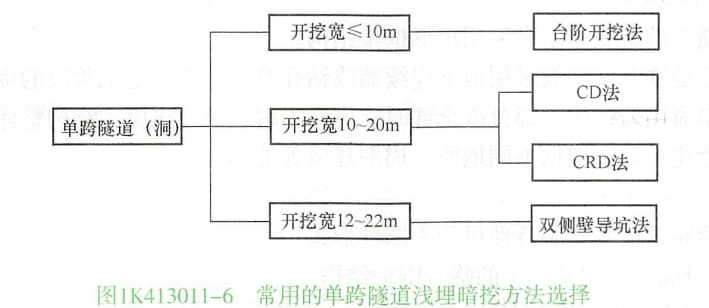 开挖宽≤10m
台阶开挖法
CD法
单跨隧道（洞）
开挖宽10~20m
CRD法
开挖宽12~22m
双侧壁导坑法
图1K413011-6 常用的单跨隧道浅埋暗挖方法选择